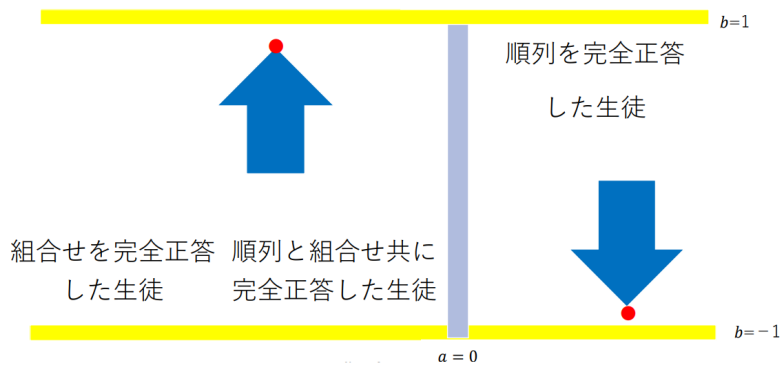 b=1
順列を完全正答
した生徒
組合せを完全正答
した生徒
順列と組合せ共に
完全正答した生徒
b=−1
a = 0